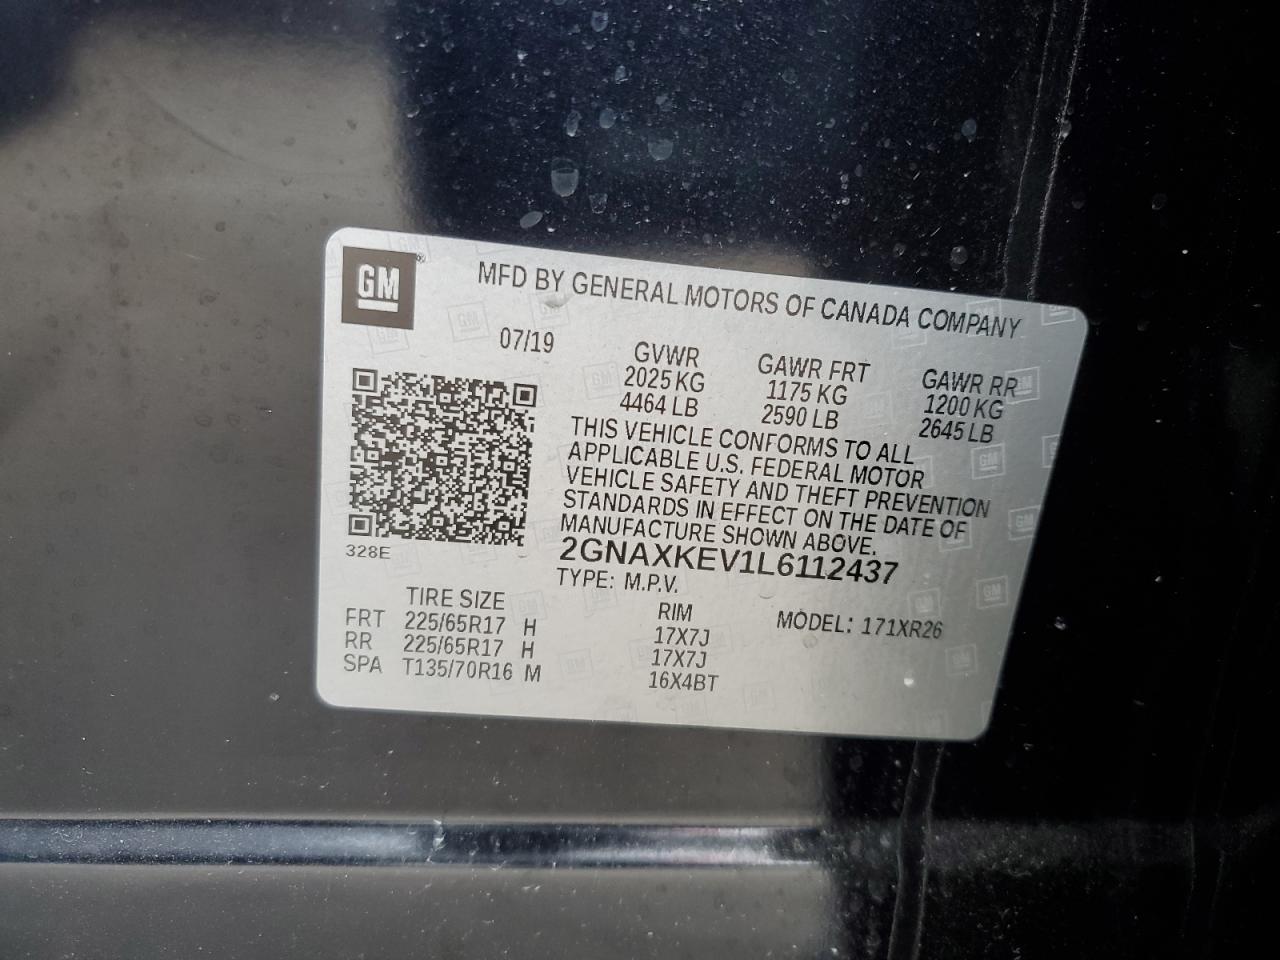 GM
MFD BY GENERAL MOTORS OF CANADA COMPANY
07/19
GVWR GAWR FRT GAWR RR
2025 KG 1175 KG 1200 KG
4464 LB 2590 LB 2645 LB
THIS VEHICLE CONFORMS TO ALL
APPLICABLE U.S. FEDERAL MOTOR
VEHICLE SAFETY AND THEFT PREVENTION
STANDARDS IN EFFECT ON THE DATE OF
MANUFACTURE SHOWN ABOVE.
2GNAXKEV1L6112437
328E
TYPE: M.P.V.
TIRE SIZE RIM MODEL: 171XR26
FRT 225/65R17 H 17X7J
RR 225/65R17 H 17X7J
SPA T135/70R16 M 16X4BT